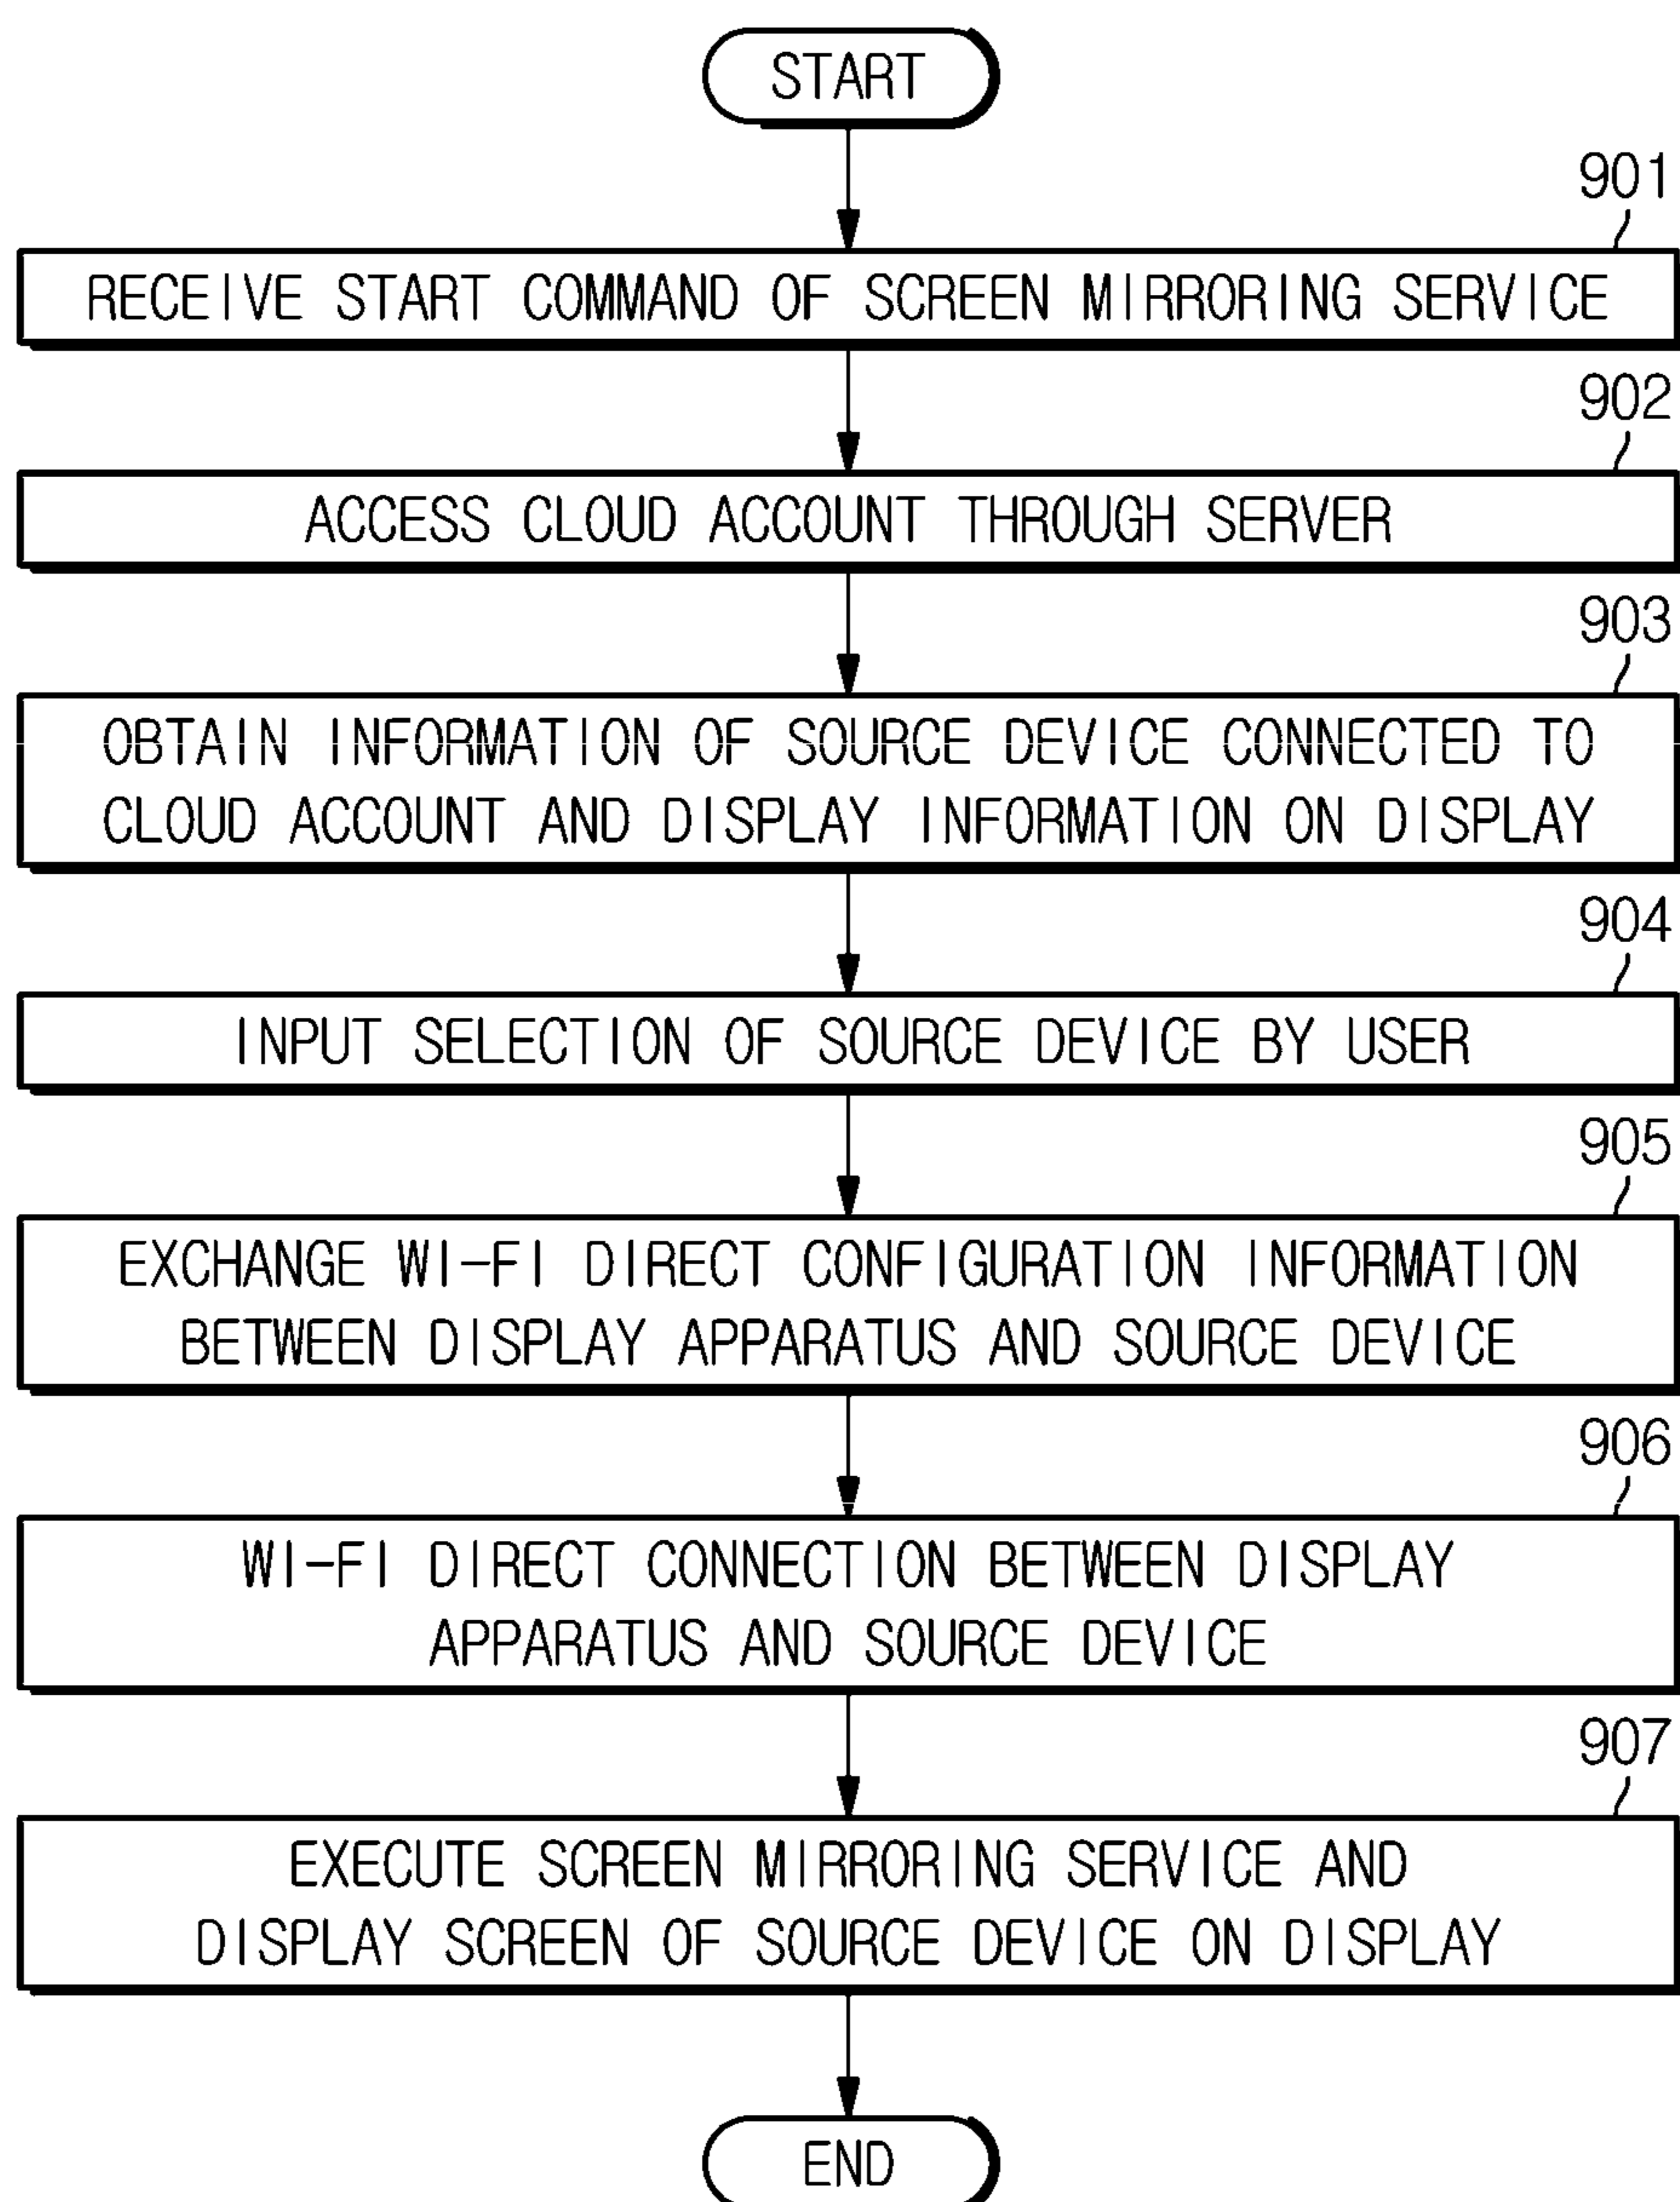 START
901
RECEIVE START COMMAND OF SCREEN MIRRORING SERVICE
902
ACCESS CLOUD ACCOUNT THROUGH SERVER
903
OBTAIN INFORMATION OF SOURCE DEVICE CONNECTED TO
CLOUD ACCOUNT AND DISPLAY INFORMATION ON DISPLAY
904
INPUT SELECTION OF SOURCE DEVICE BY USER
905
EXCHANGE WI-FI DIRECT CONFIGURATION INFORMATION
BETWEEN DISPLAY APPARATUS AND SOURCE DEVICE
906
WI-FI DIRECT CONNECTION BETWEEN DISPLAY
APPARATUS AND SOURCE DEVICE
907
EXECUTE SCREEN MIRRORING SERVICE AND
DISPLAY SCREEN OF SOURCE DEVICE ON DISPLAY
END